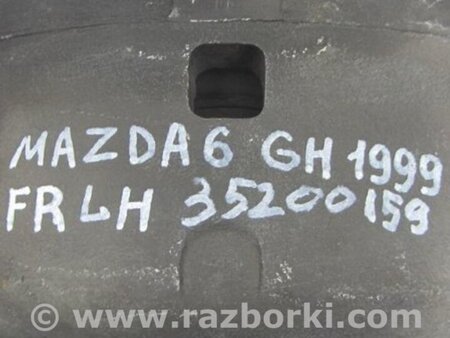 MAZDA6 GH 1999
FR LH 35200159
© www.razborki.com